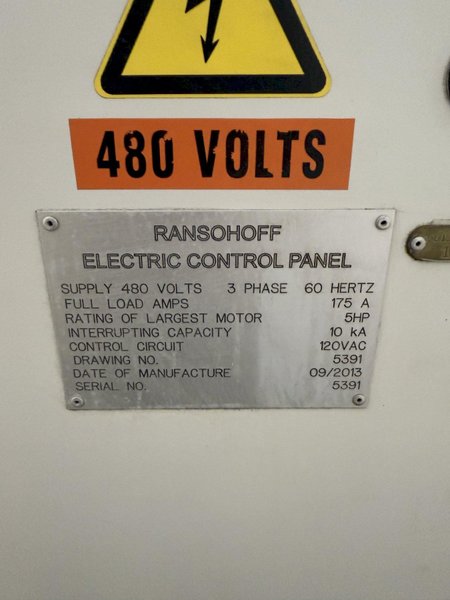 480 VOLTS
RANSOHOFF
ELECTRIC CONTROL PANEL
SUPPLY 480 VOLTS 3 PHASE 60 HERTZ
FULL LOAD AMPS 175 A
RATING OF LARGEST MOTOR 5HP
INTERRUPTING CAPACITY 10 kA
CONTROL CIRCUIT 120VAC
DRAWING NO. 5391
DATE OF MANUFACTURE 09/2013
SERIAL NO. 5391